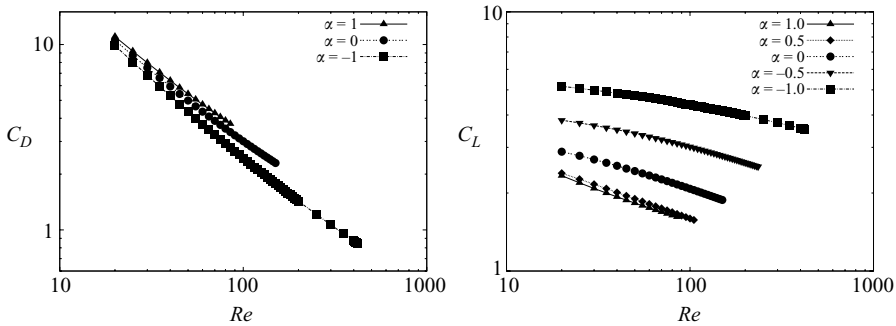 10
1
C_D
α = 1
α = 0
α = –1
10
100
1000
Re
10
1
C_L
α = 1.0
α = 0.5
α = 0
α = –0.5
α = –1.0
10
100
1000
Re